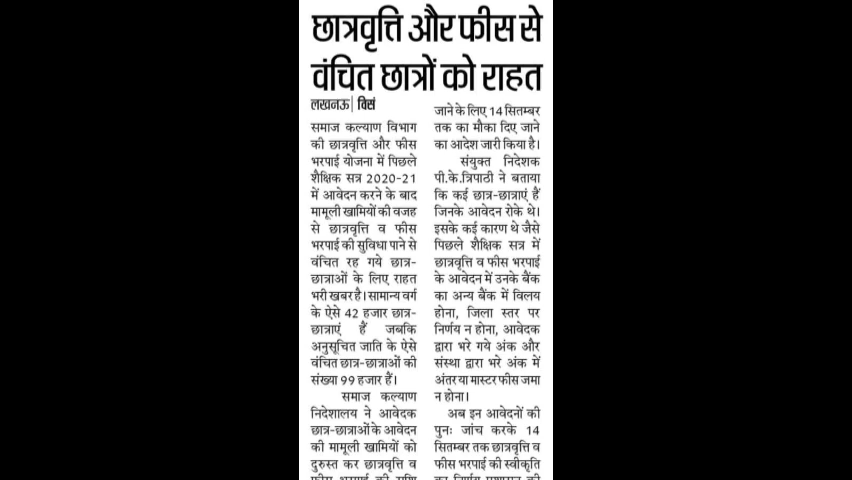 छात्रवृत्ति और फीस से
वंचित छात्रों को राहत
लखनऊ | विसं
समाज कल्याण विभाग
की छात्रवृत्ति और फीस
भरपाई योजना में पिछले
शैक्षिक सत्र 2020-21
में आवेदन करने के बाद
मामूली खामियों की वजह
से छात्रवृत्ति व फीस
भरपाई की सुविधा पाने से
वंचित रह गये छात्र-
छात्राओं के लिए राहत
भरी खबर है। सामान्य वर्ग
के ऐसे 42 हजार छात्र-
छात्राएं हैं जबकि
अनुसूचित जाति के ऐसे
वंचित छात्र-छात्राओं की
संख्या 99 हजार हैं।
समाज कल्याण
निदेशालय ने आवेदक
छात्र-छात्राओं के आवेदन
की मामूली खामियों को
दुरुस्त कर छात्रवृत्ति व
फीस भरपाई की राशि
जाने के लिए 14 सितम्बर
तक का मौका दिए जाने
का आदेश जारी किया है।
संयुक्त निदेशक
पी.के.त्रिपाठी ने बताया
कि कई छात्र-छात्राएं हैं
जिनके आवेदन रोके थे।
इसके कई कारण थे जैसे
पिछले शैक्षिक सत्र में
छात्रवृत्ति व फीस भरपाई
के आवेदन में उनके बैंक
का अन्य बैंक में विलय
होना, जिला स्तर पर
निर्णय न होना, आवेदक
द्वारा भरे गये अंक और
संस्था द्वारा भरे अंक में
अंतर या मास्टर फीस जमा
न होना।
अब इन आवेदनों की
पुनः जांच करके 14
सितम्बर तक छात्रवृत्ति व
फीस भरपाई की स्वीकृति
का निर्णय की